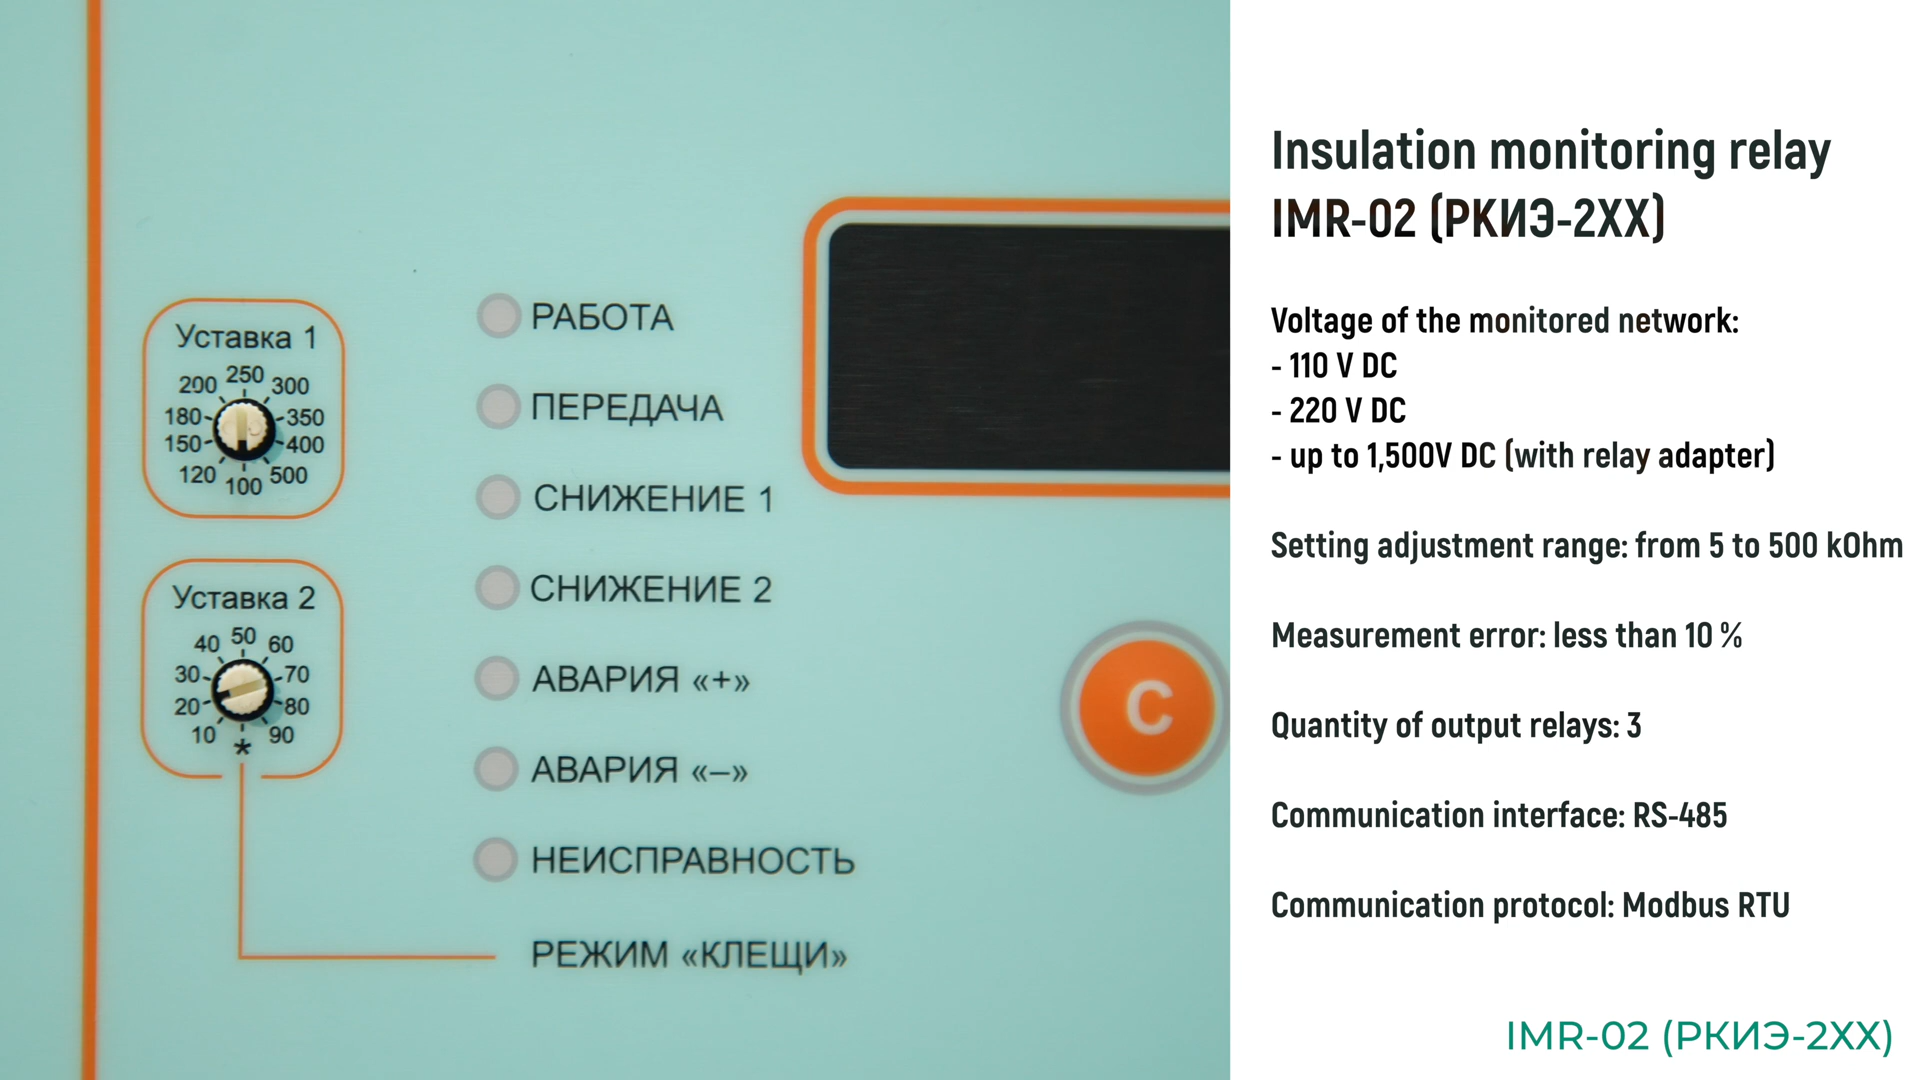 Уставка 1
250
200 300
180 350
150 400
120 500
100
Уставка 2
50
40 60
30 70
20 80
10 90
*
РАБОТА
ПЕРЕДАЧА
СНИЖЕНИЕ 1
СНИЖЕНИЕ 2
АВАРИЯ «+»
АВАРИЯ «–»
НЕИСПРАВНОСТЬ
РЕЖИМ «КЛЕЩИ»
C
Insulation monitoring relay
IMR-02 (РКИЭ-2XX)
Voltage of the monitored network:
- 110 V DC
- 220 V DC
- up to 1,500V DC (with relay adapter)
Setting adjustment range: from 5 to 500 kOhm
Measurement error: less than 10 %
Quantity of output relays: 3
Communication interface: RS-485
Communication protocol: Modbus RTU
IMR-02 (РКИЭ-2XX)